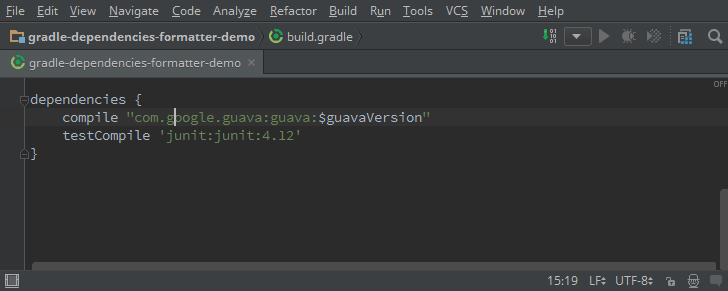 File Edit View Navigate Code Analyze Refactor Build Run Tools VCS Window Help
gradle-dependencies-formatter-demo build.gradle
gradle-dependencies-formatter-demo
OFF
dependencies {
compile "com.google.guava:guava:$guavaVersion"
testCompile 'junit:junit:4.12'
}
15:19 LF UTF-8